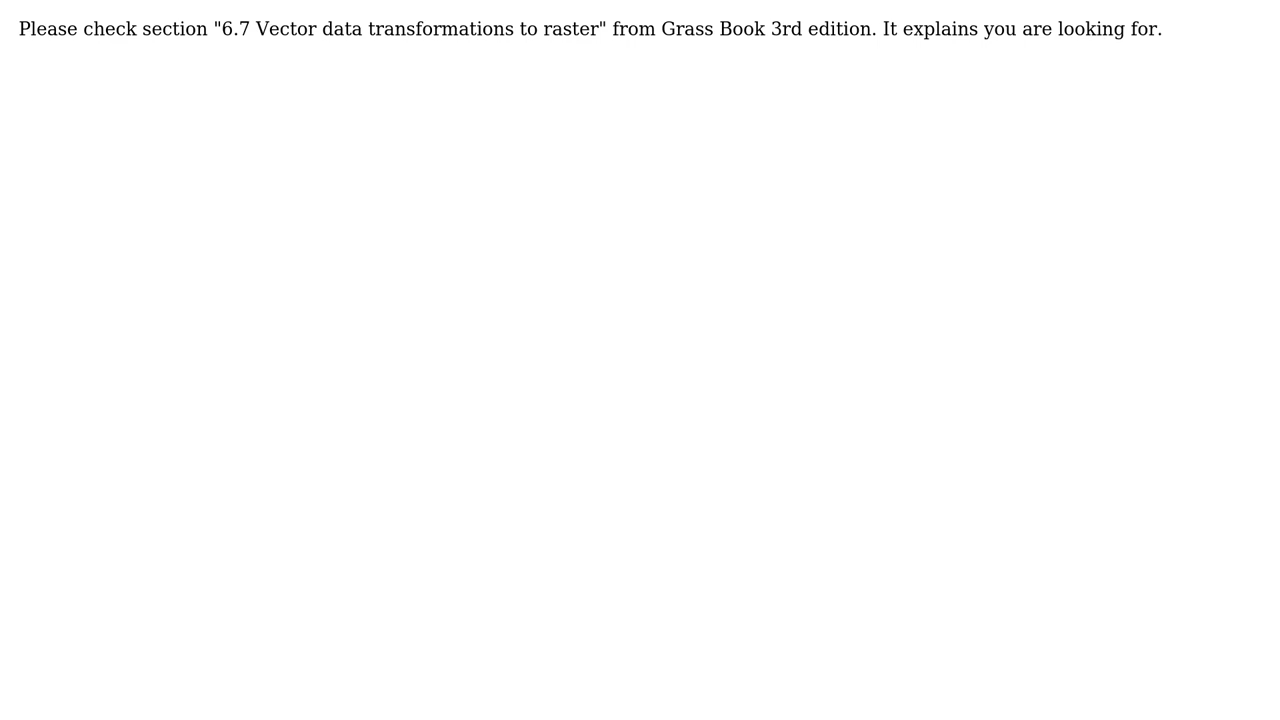 Please check section "6.7 Vector data transformations to raster" from Grass Book 3rd edition. It explains you are looking for.